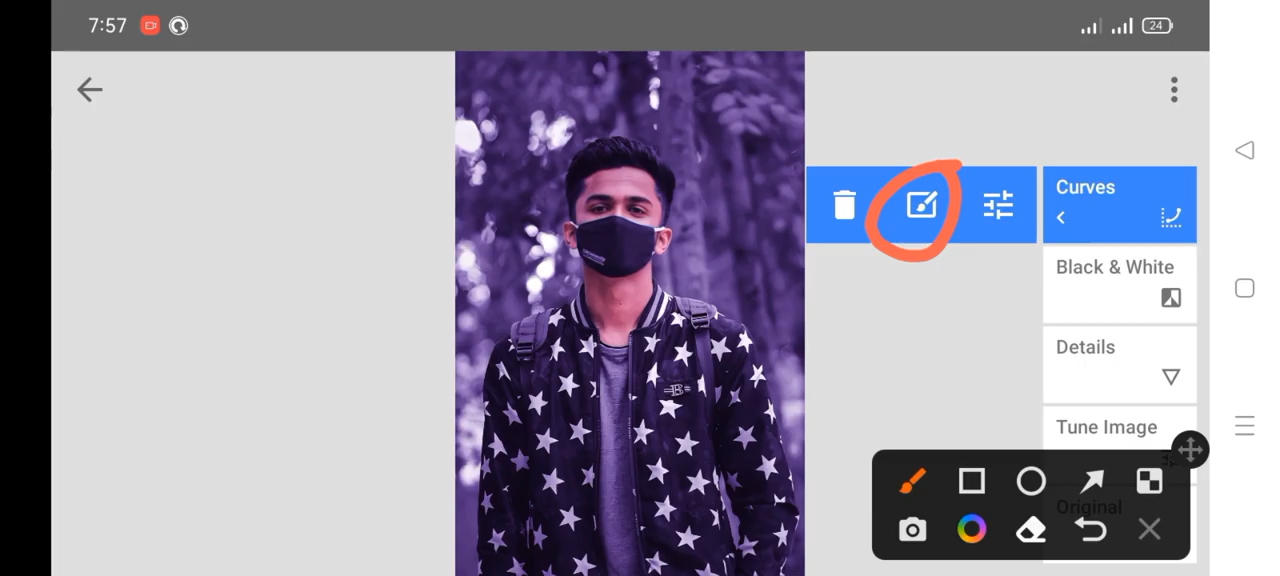 7:57
24
Curves
Black & White
Details
Tune Image
Original